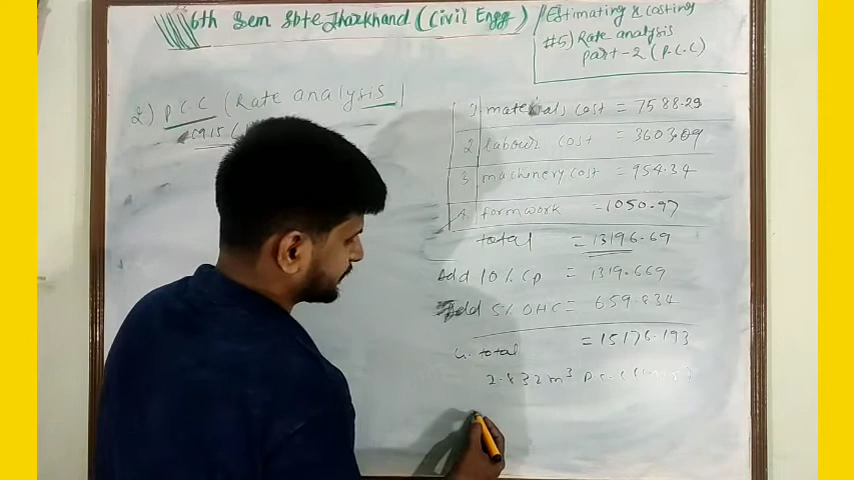 6th Sem Sbte Jharkhand (Civil Engg)
Estimating & costing
#5) Rate analysis
part-2 (P.C.C)
2) P.C.C (Rate analysis)
1 materials cost = 7588.29
2 labour cost = 3603.09
3 machinery cost = 954.34
4. formwork = 1050.97
total = 13196.69
Add 10% CP = 1319.669
Add 5% OHC = 659.834
G. total = 15176.193
2.832 m³ P.C.C